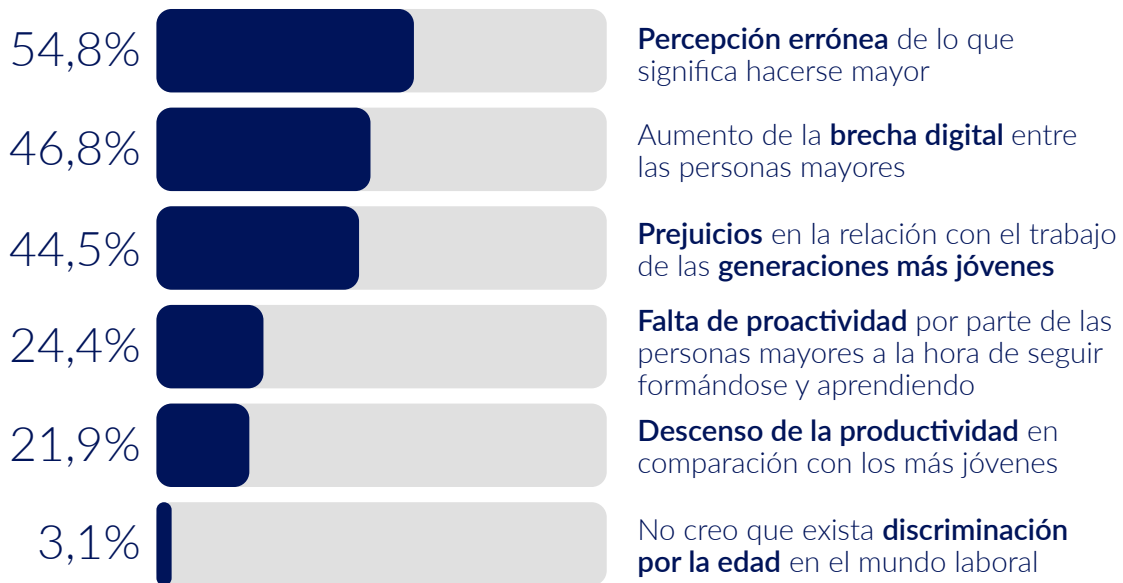 54,8%
Percepción errónea de lo que
significa hacerse mayor
46,8%
Aumento de la brecha digital entre
las personas mayores
44,5%
Prejuicios en la relación con el trabajo
de las generaciones más jóvenes
24,4%
Falta de proactividad por parte de las
personas mayores a la hora de seguir
formándose y aprendiendo
21,9%
Descenso de la productividad en
comparación con los más jóvenes
3,1%
No creo que exista discriminación
por la edad en el mundo laboral